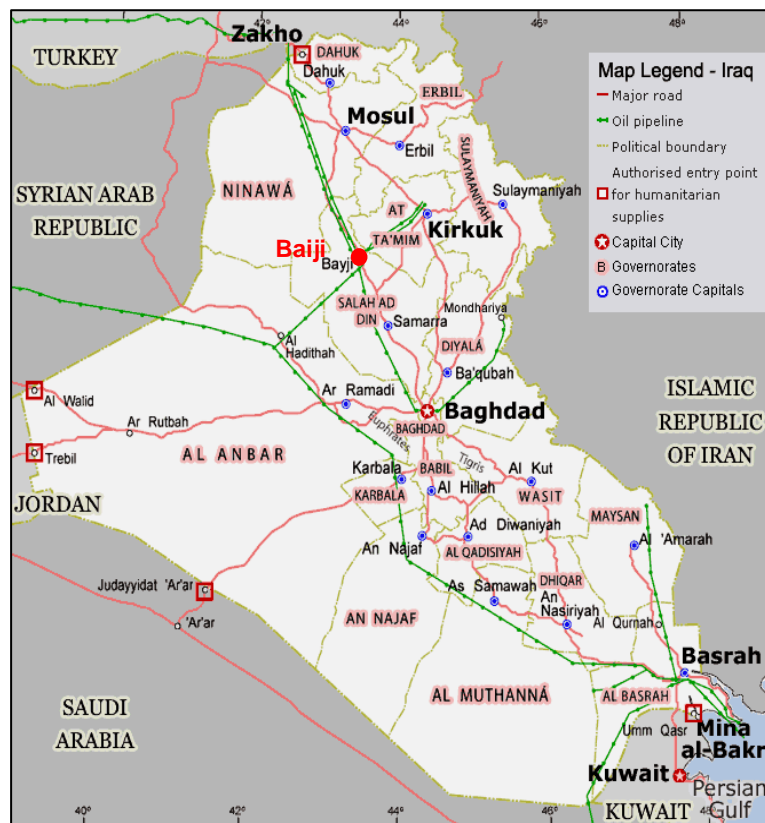 42°
44°
46°
48°
TURKEY
Zakho
DAHUK
Dahuk
Mosul
ERBIL
Erbil
NINAWÁ
SULAYMANIYAH
Sulaymaniyah
SYRIAN ARAB
REPUBLIC
AT
TA'MIM
Kirkuk
Baiji
Bayji
SALAH AD
DIN
Samarra
Mondhariya
DIYALÁ
Al
Hadithah
Ba'qubah
Ar Ramadi
Baghdad
BAGHDAD
Al Walid
Ar Rutbah
Trebil
AL ANBAR
Euphrates
Tigris
JORDAN
Karbala
KARBALA
BABIL
Al Hillah
Al Kut
WASIT
ISLAMIC
REPUBLIC
OF IRAN
MAYSAN
Al 'Amarah
Ad Diwaniyah
An Najaf
AL QADISIYAH
As Samawah
DHIQAR
An
Nasiriyah
Al Qurnah
Judayyidat 'Ar'ar
'Ar'ar
AN NAJAF
AL MUTHANNÁ
Basrah
AL BASRAH
Umm Qasr
Mina
al-Bakr
SAUDI
ARABIA
Kuwait
KUWAIT
Persian
Gulf
40°
42°
44°
46°
48°
Map Legend - Iraq
Major road
Oil pipeline
Political boundary
Authorised entry point
for humanitarian
supplies
Capital City
B Governorates
Governorate Capitals